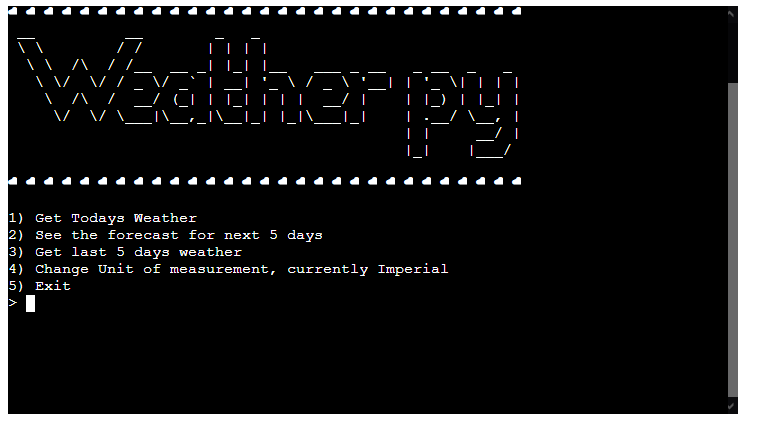 Weather py
1) Get Todays Weather
2) See the forecast for next 5 days
3) Get last 5 days weather
4) Change Unit of measurement, currently Imperial
5) Exit
>